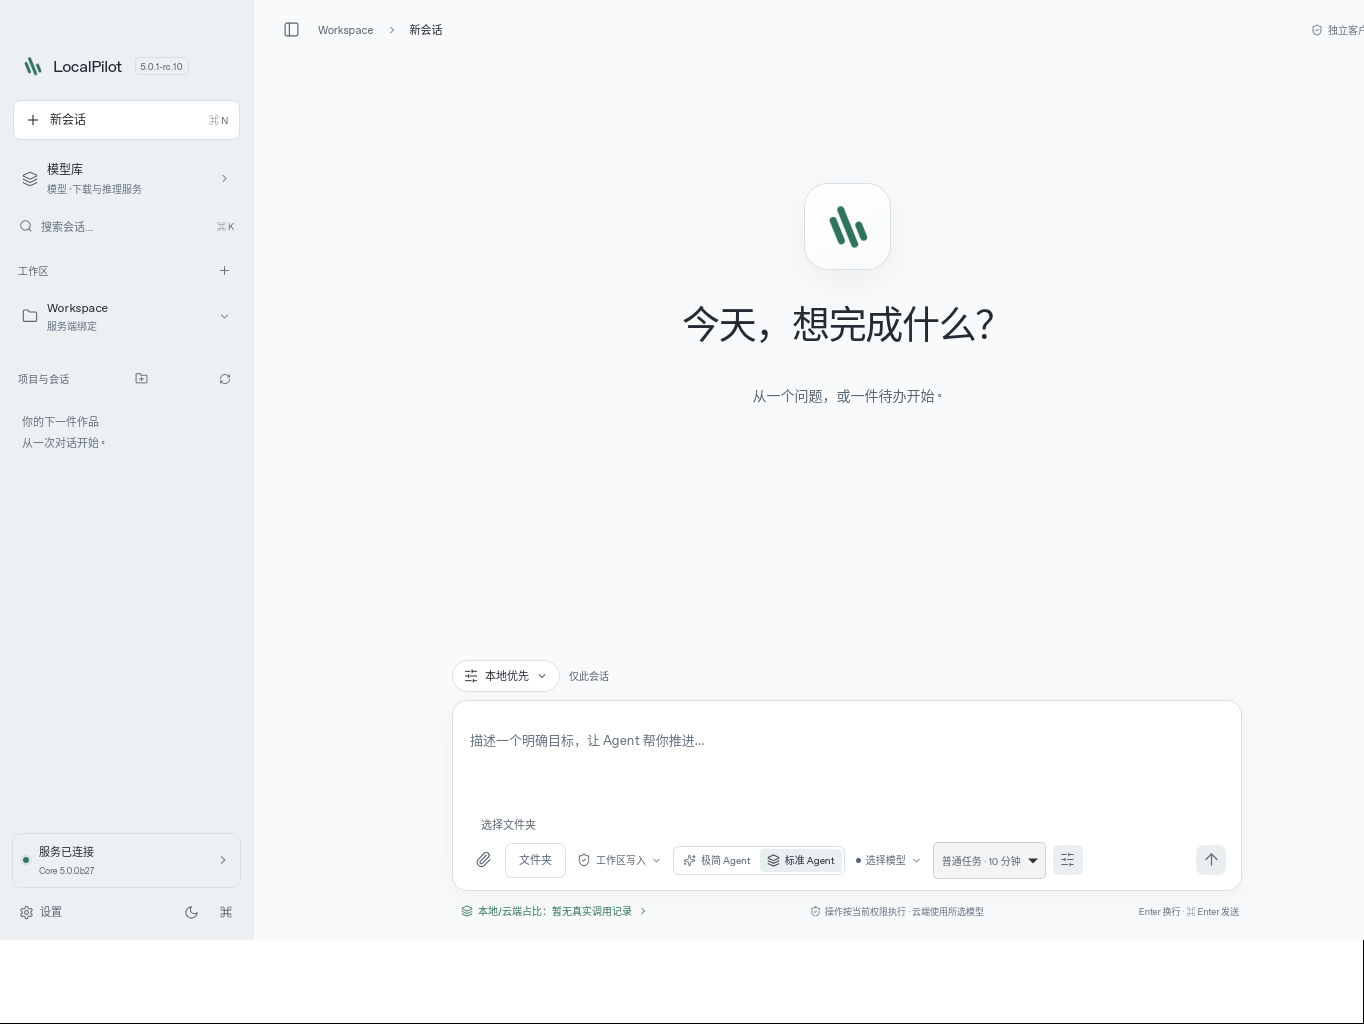 Workspace
新会话
独立客户
LocalPilot
5.0.1-rc.10
新会话
⌘N
模型库
模型 · 下载与推理服务
搜索会话...
⌘K
工作区
Workspace
服务端绑定
项目与会话
你的下一件作品
从一次对话开始。
今天，想完成什么？
从一个问题，或一件待办开始。
本地优先
仅此会话
描述一个明确目标，让 Agent 帮你推进...
选择文件夹
文件夹
工作区写入
极简 Agent
标准 Agent
选择模型
普通任务 · 10 分钟
服务已连接
Core 5.0.0b27
设置
⌘
本地/云端占比：暂无真实调用记录
操作按当前权限执行 · 云端使用所选模型
Enter 换行 · ⌘ Enter 发送